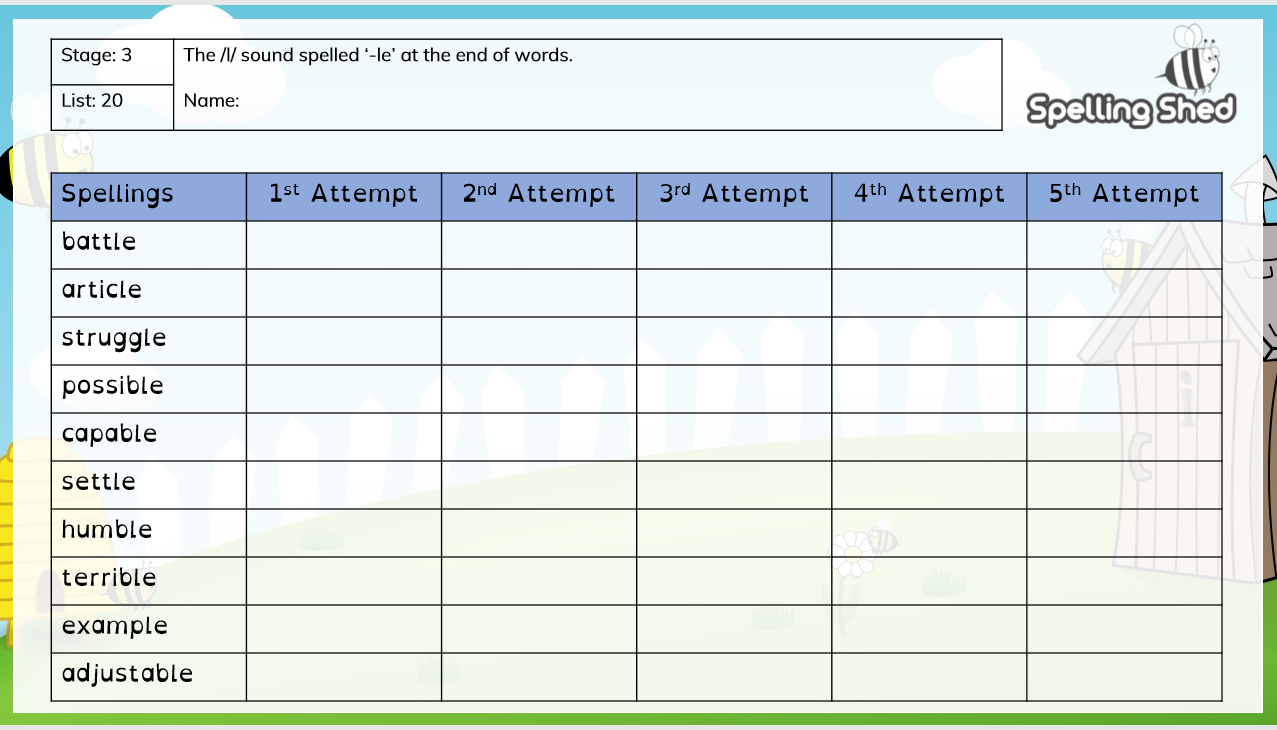 Stage: 3
The /l/ sound spelled ‘-le’ at the end of words.
List: 20
Name:
Spelling Shed
Spellings 1st Attempt 2nd Attempt 3rd Attempt 4th Attempt 5th Attempt
battle
article
struggle
possible
capable
settle
humble
terrible
example
adjustable